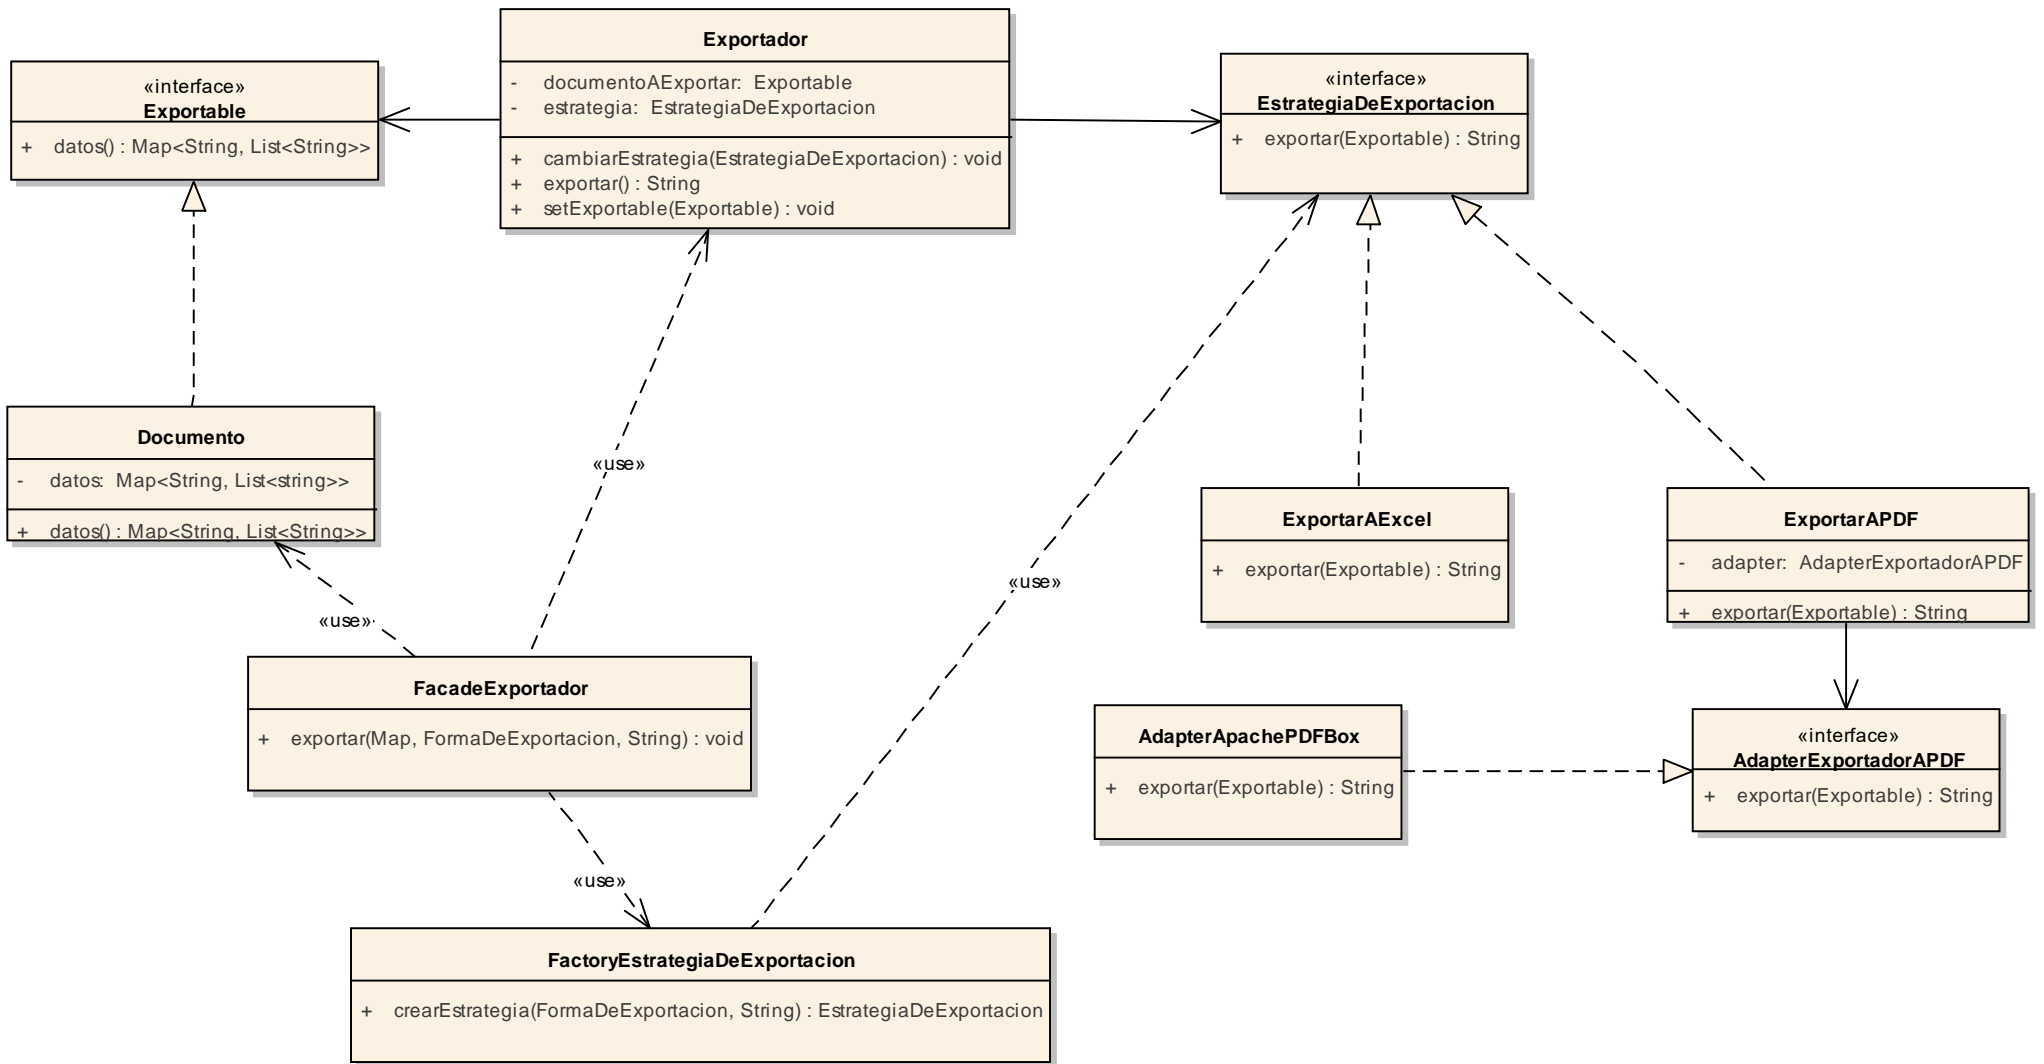 Exportador
- documentoAExportar: Exportable
- estrategia: EstrategiaDeExportacion
+ cambiarEstrategia(EstrategiaDeExportacion) : void
+ exportar() : String
+ setExportable(Exportable) : void
«interface»
Exportable
+ datos() : Map<String, List<String>>
«interface»
EstrategiaDeExportacion
+ exportar(Exportable) : String
Documento
- datos: Map<String, List<string>>
+ datos() : Map<String, List<String>>
«use»
«use»
«use»
ExportarAExcel
+ exportar(Exportable) : String
ExportarAPDF
- adapter: AdapterExportadorAPDF
+ exportar(Exportable) : String
FacadeExportador
+ exportar(Map, FormaDeExportacion, String) : void
AdapterApachePDFBox
+ exportar(Exportable) : String
«interface»
AdapterExportadorAPDF
+ exportar(Exportable) : String
«use»
FactoryEstrategiaDeExportacion
+ crearEstrategia(FormaDeExportacion, String) : EstrategiaDeExportacion